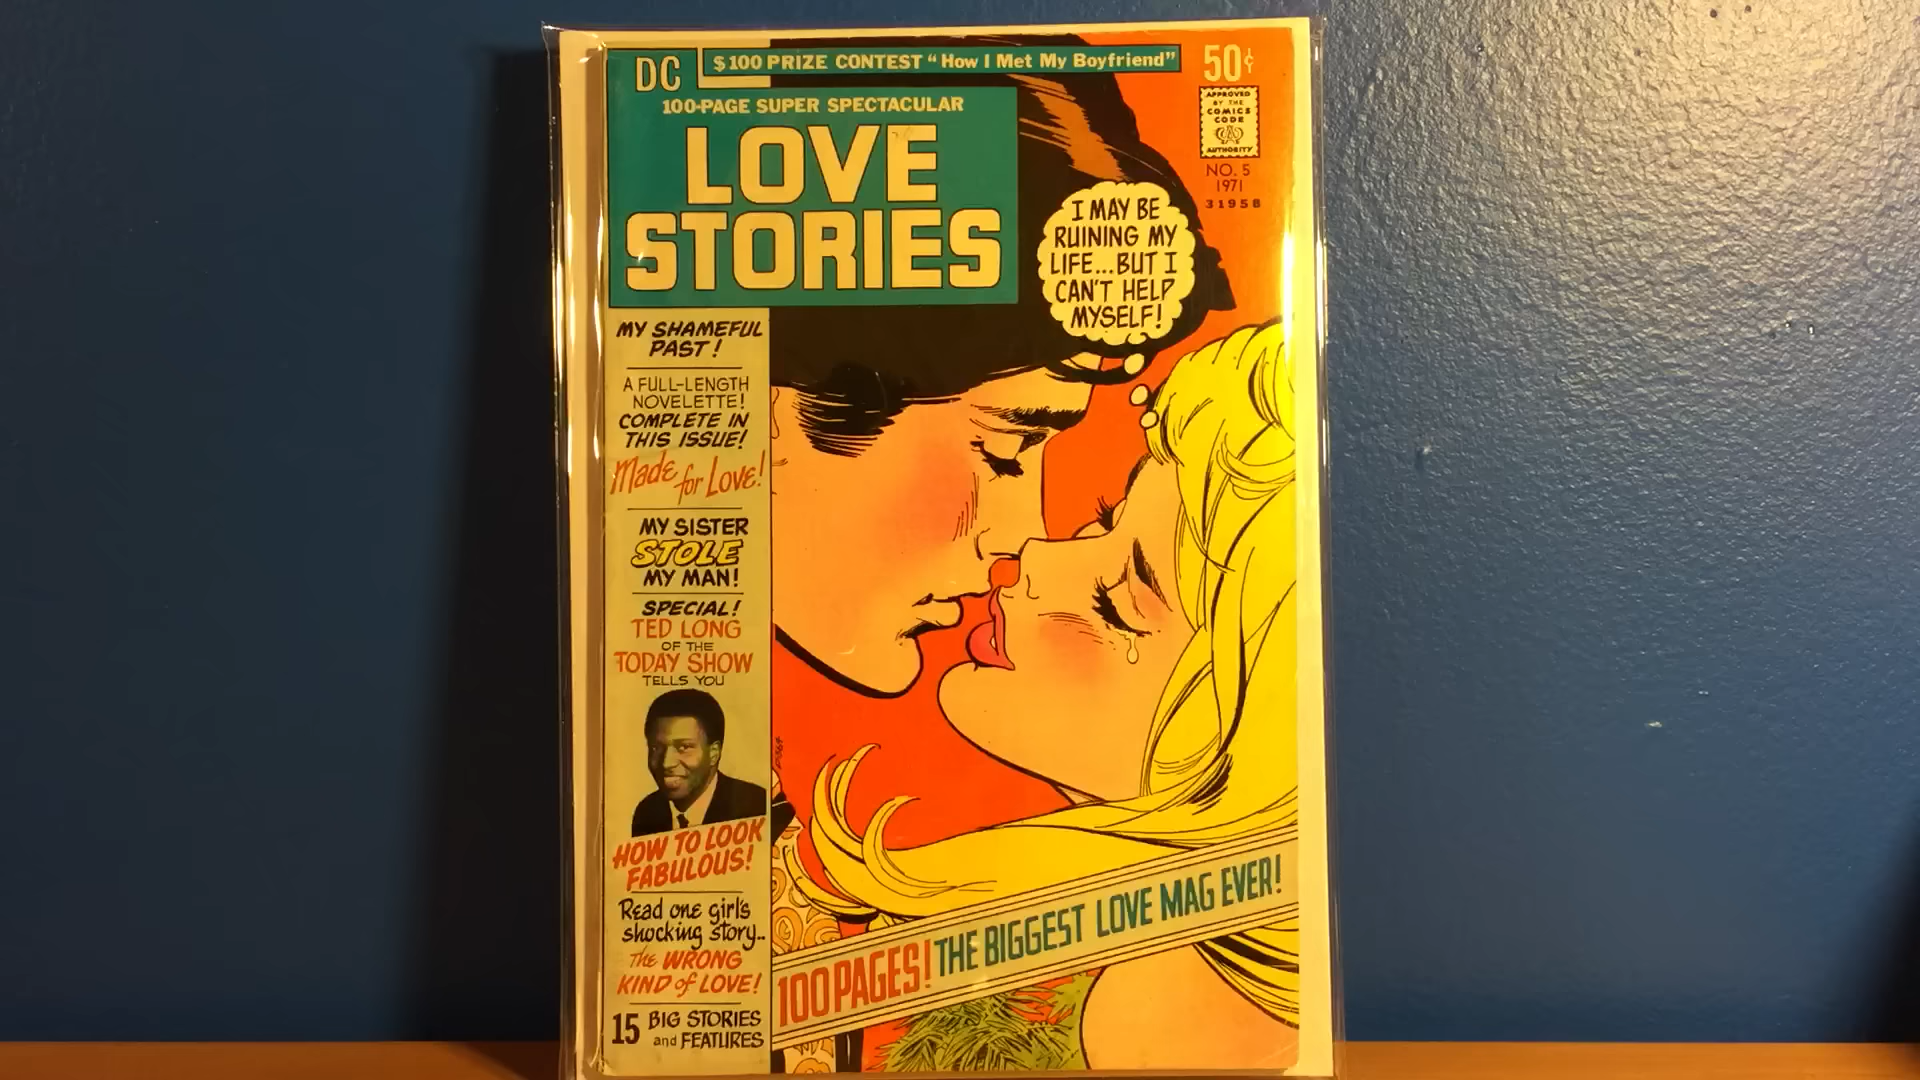 DC
$100 PRIZE CONTEST "How I Met My Boyfriend"
50¢
100-PAGE SUPER SPECTACULAR
LOVE
STORIES
APPROVED
BY THE
COMICS
CODE
AUTHORITY
NO. 5
1971
31958
I MAY BE
RUINING MY
LIFE...BUT I
CAN'T HELP
MYSELF!
MY SHAMEFUL
PAST!
A FULL-LENGTH
NOVELETTE!
COMPLETE IN
THIS ISSUE!
Made for Love!
MY SISTER
STOLE
MY MAN!
SPECIAL!
TED LONG
OF THE
TODAY SHOW
TELLS YOU
HOW TO LOOK
FABULOUS!
Read one girl's
shocking story..
The WRONG
KIND of LOVE!
15 BIG STORIES
and FEATURES
100 PAGES! THE BIGGEST LOVE MAG EVER!